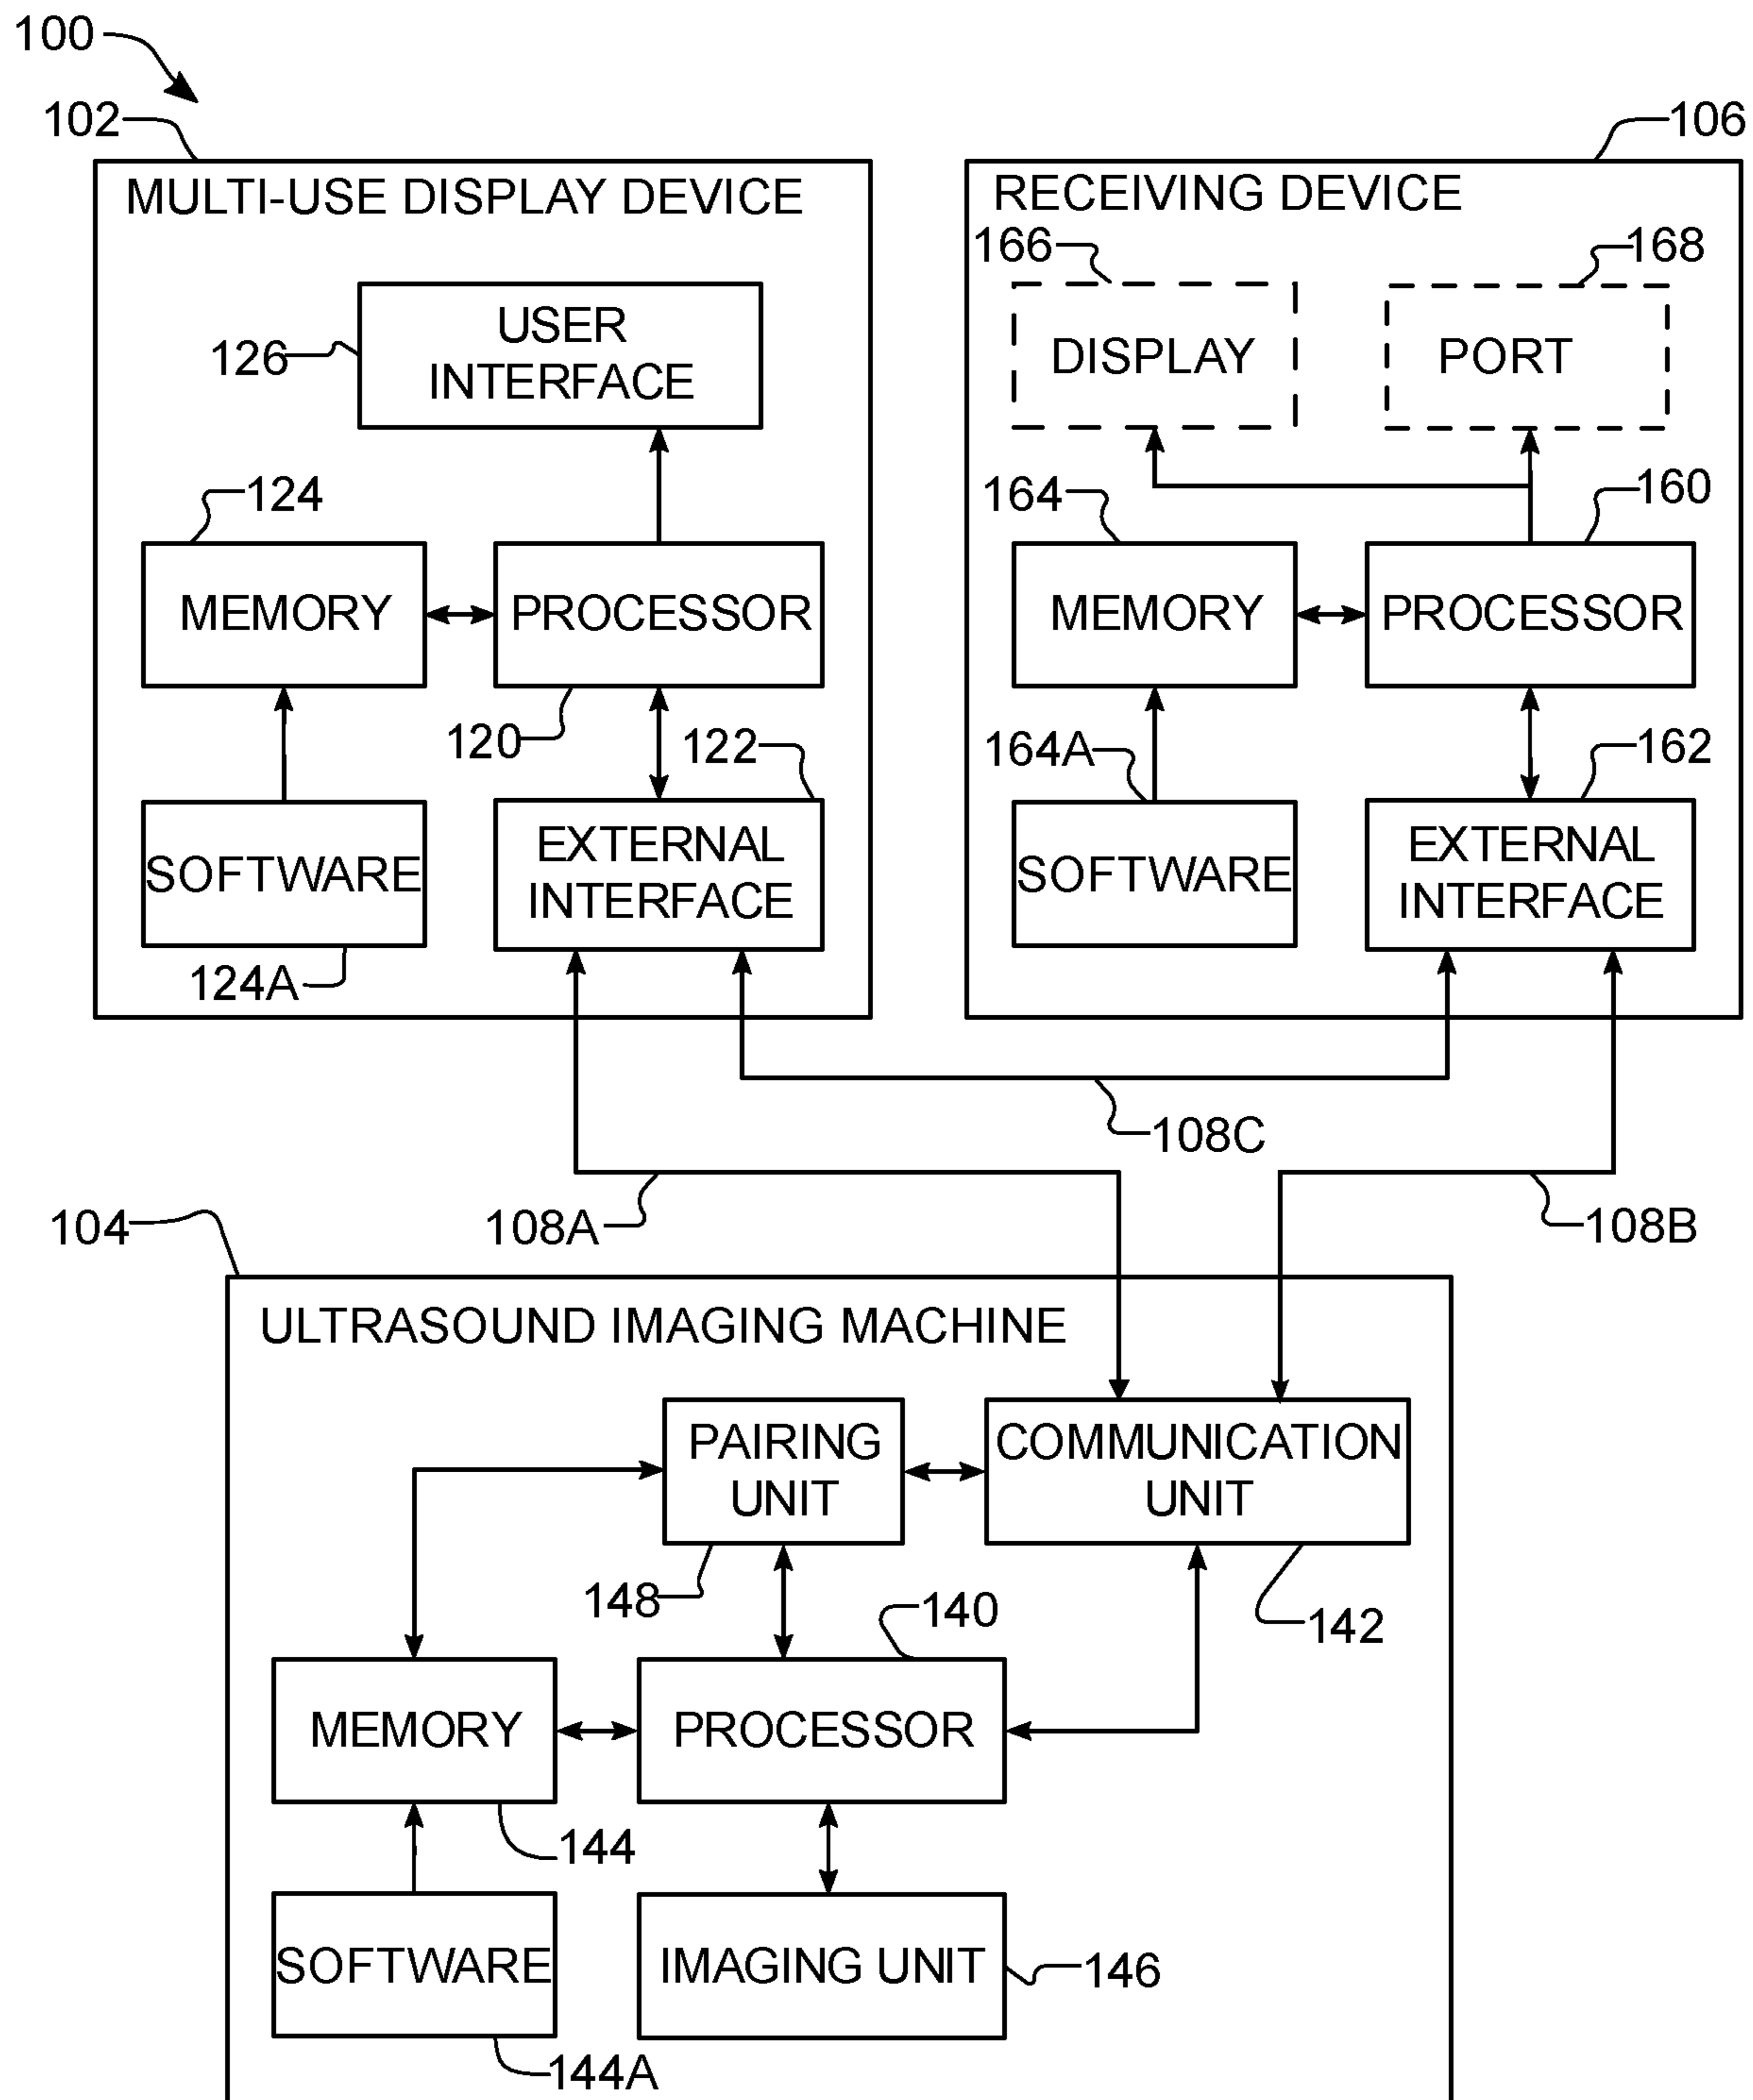 100
102
106
MULTI-USE DISPLAY DEVICE
RECEIVING DEVICE
166
168
USER
INTERFACE
126
DISPLAY
PORT
124
164
160
MEMORY
PROCESSOR
MEMORY
PROCESSOR
120
122
164A
162
SOFTWARE
EXTERNAL
INTERFACE
SOFTWARE
EXTERNAL
INTERFACE
124A
108C
108A
108B
104
ULTRASOUND IMAGING MACHINE
PAIRING
UNIT
COMMUNICATION
UNIT
148
140
142
MEMORY
PROCESSOR
144
SOFTWARE
IMAGING UNIT
146
144A